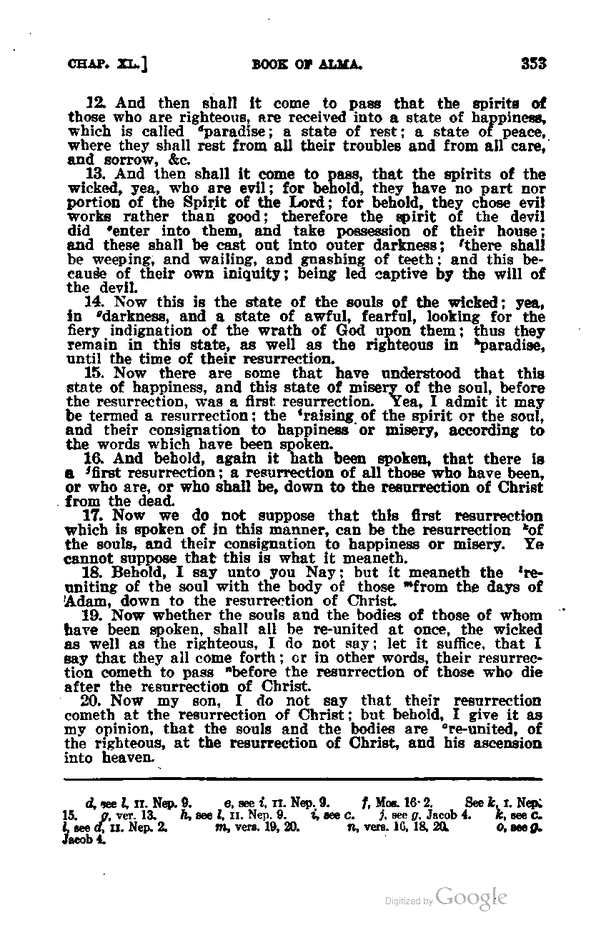 CHAP. XL.] BOOK OF ALMA. 353
12. And then shall it come to pass that the spirits of
those who are righteous, are received into a state of happiness,
which is called dparadise; a state of rest; a state of peace,
where they shall rest from all their troubles and from all care,
and sorrow, &c.
13. And then shall it come to pass, that the spirits of the
wicked, yea, who are evil; for behold, they have no part nor
portion of the Spirit of the Lord; for behold, they chose evil
works rather than good; therefore the spirit of the devil
did eenter into them, and take possession of their house;
and these shall be cast out into outer darkness; fthere shall
be weeping, and wailing, and gnashing of teeth; and this be-
cause of their own iniquity; being led captive by the will of
the devil.
14. Now this is the state of the souls of the wicked; yea,
in gdarkness, and a state of awful, fearful, looking for the
fiery indignation of the wrath of God upon them; thus they
remain in this state, as well as the righteous in hparadise,
until the time of their resurrection.
15. Now there are some that have understood that this
state of happiness, and this state of misery of the soul, before
the resurrection, was a first resurrection. Yea, I admit it may
be termed a resurrection; the iraising of the spirit or the soul,
and their consignation to happiness or misery, according to
the words which have been spoken.
16. And behold, again it hath been spoken, that there is
a jfirst resurrection; a resurrection of all those who have been,
or who are, or who shall be, down to the resurrection of Christ
from the dead.
17. Now we do not suppose that this first resurrection
which is spoken of in this manner, can be the resurrection kof
the souls, and their consignation to happiness or misery. Ye
cannot suppose that this is what it meaneth.
18. Behold, I say unto you Nay; but it meaneth the lre-
uniting of the soul with the body of those mfrom the days of
Adam, down to the resurrection of Christ.
19. Now whether the souls and the bodies of those of whom
have been spoken, shall all be re-united at once, the wicked
as well as the righteous, I do not say; let it suffice, that I
say that they all come forth; or in other words, their resurrec-
tion cometh to pass nbefore the resurrection of those who die
after the resurrection of Christ.
20. Now my son, I do not say that their resurrection
cometh at the resurrection of Christ; but behold, I give it as
my opinion, that the souls and the bodies are ore-united, of
the righteous, at the resurrection of Christ, and his ascension
into heaven.
d, see l, II. Nep. 9. e, see i, II. Nep. 9. f, Mos. 16:2. See k, I. Nep.
15. g, ver. 13. h, see l, II. Nep. 9. i, see c. j, see g, Jacob 4. k, see c.
l, see d, II. Nep. 2. m, vers. 19, 20. n, vers. 16, 18, 20. o, see g,
Jacob 4.
Digitized by Google